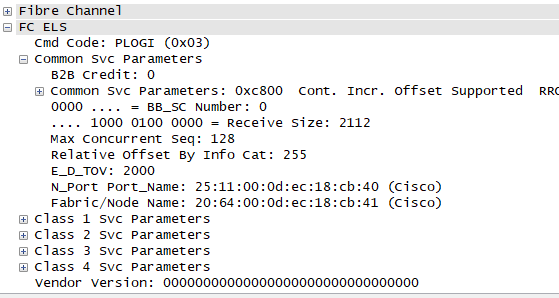 Fibre Channel
FC ELS
Cmd Code: PLOGI (0x03)
Common Svc Parameters
B2B Credit: 0
Common Svc Parameters: 0xc800 Cont. Incr. Offset Supported RRO
0000 .... = BB_SC Number: 0
.... 1000 0100 0000 = Receive Size: 2112
Max Concurrent Seq: 128
Relative Offset By Info Cat: 255
E_D_TOV: 2000
N_Port Port_Name: 25:11:00:0d:ec:18:cb:40 (Cisco)
Fabric/Node Name: 20:64:00:0d:ec:18:cb:41 (Cisco)
Class 1 Svc Parameters
Class 2 Svc Parameters
Class 3 Svc Parameters
Class 4 Svc Parameters
Vendor Version: 00000000000000000000000000000000